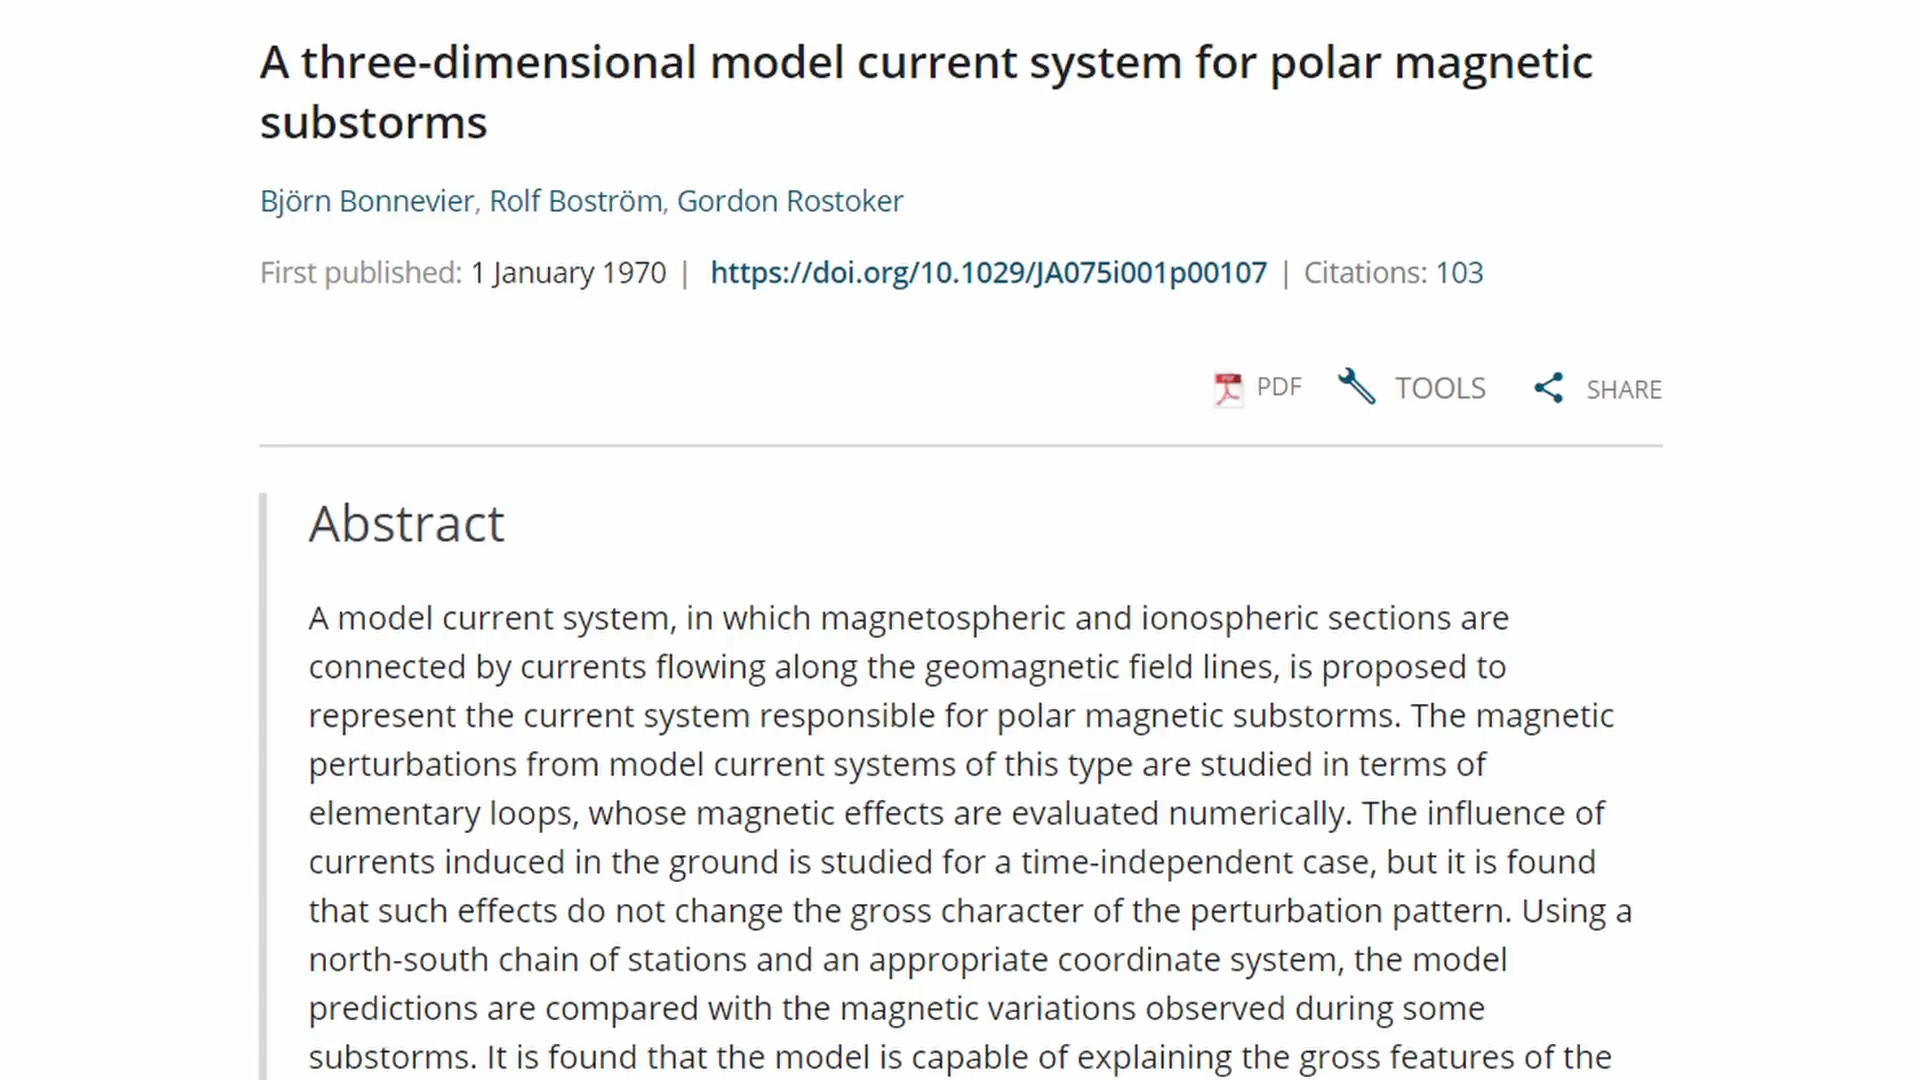 A three-dimensional model current system for polar magnetic
substorms
Björn Bonnevier, Rolf Boström, Gordon Rostoker
First published: 1 January 1970 | https://doi.org/10.1029/JA075i001p00107 | Citations: 103
PDF TOOLS SHARE
Abstract
A model current system, in which magnetospheric and ionospheric sections are
connected by currents flowing along the geomagnetic field lines, is proposed to
represent the current system responsible for polar magnetic substorms. The magnetic
perturbations from model current systems of this type are studied in terms of
elementary loops, whose magnetic effects are evaluated numerically. The influence of
currents induced in the ground is studied for a time-independent case, but it is found
that such effects do not change the gross character of the perturbation pattern. Using a
north-south chain of stations and an appropriate coordinate system, the model
predictions are compared with the magnetic variations observed during some
substorms. It is found that the model is capable of explaining the gross features of the